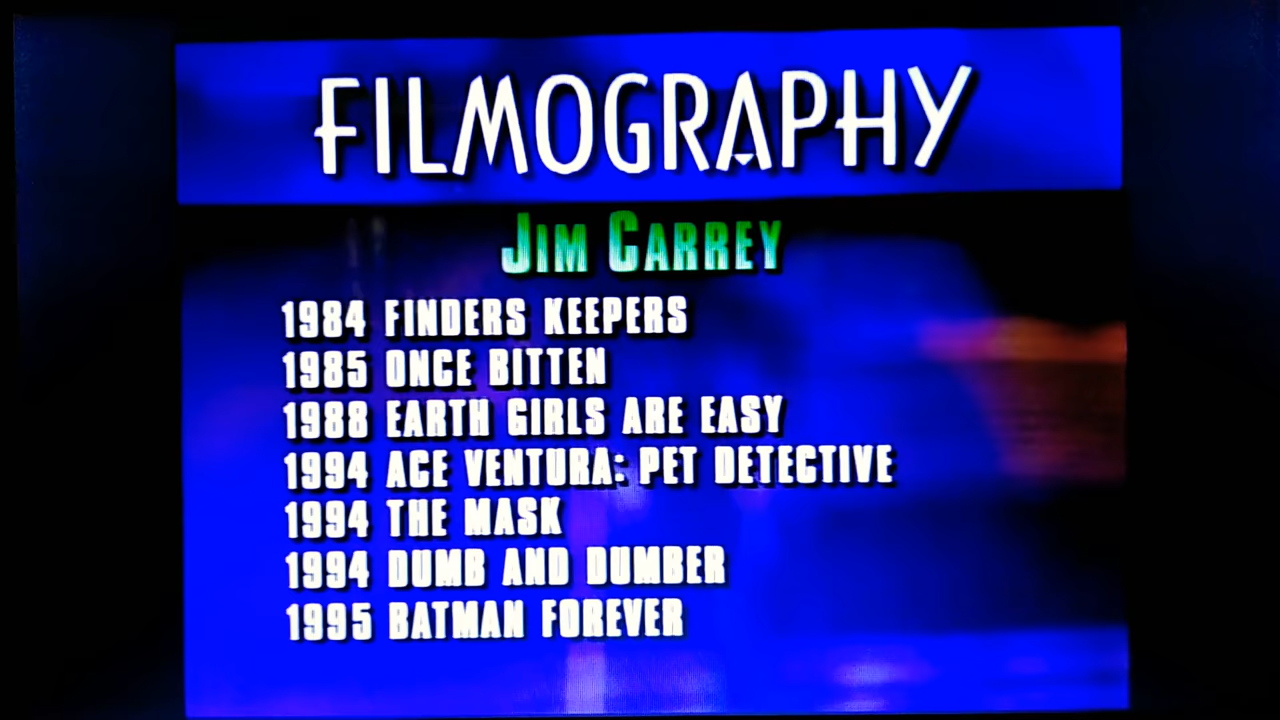 FILMOGRAPHY
JIM CARREY
1984 FINDERS KEEPERS
1985 ONCE BITTEN
1988 EARTH GIRLS ARE EASY
1994 ACE VENTURA: PET DETECTIVE
1994 THE MASK
1994 DUMB AND DUMBER
1995 BATMAN FOREVER